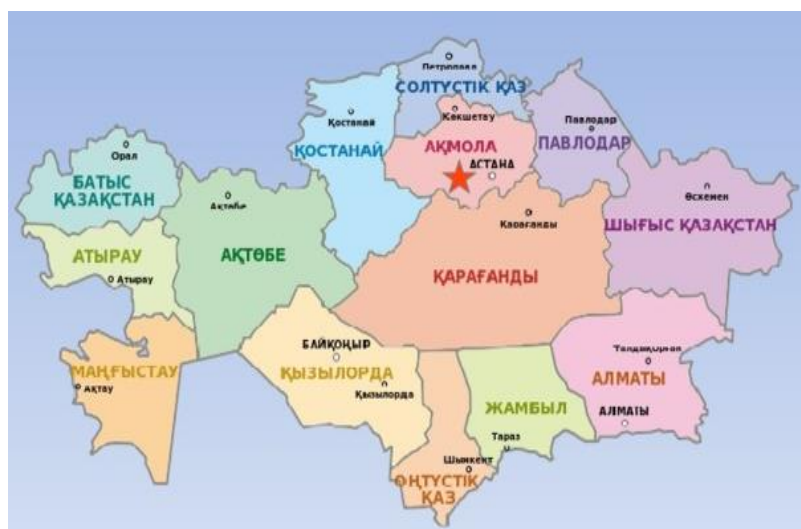 Петропавл
СОЛТҮСТІК ҚАЗ
Көкшетау
Қостанай
ҚОСТАНАЙ
АҚМОЛА
АСТАНА
Павлодар
ПАВЛОДАР
Орал
БАТЫС
ҚАЗАҚСТАН
Ақтөбе
АҚТӨБЕ
Қарағанды
ҚАРАҒАНДЫ
Өскемен
ШЫҒЫС ҚАЗАҚСТАН
АТЫРАУ
Атырау
МАҢҒЫСТАУ
Ақтау
БАЙҚОҢЫР
ҚЫЗЫЛОРДА
Қызылорда
Талдықорған
АЛМАТЫ
АЛМАТЫ
ЖАМБЫЛ
Тараз
Шымкент
ОҢТҮСТІК
ҚАЗ